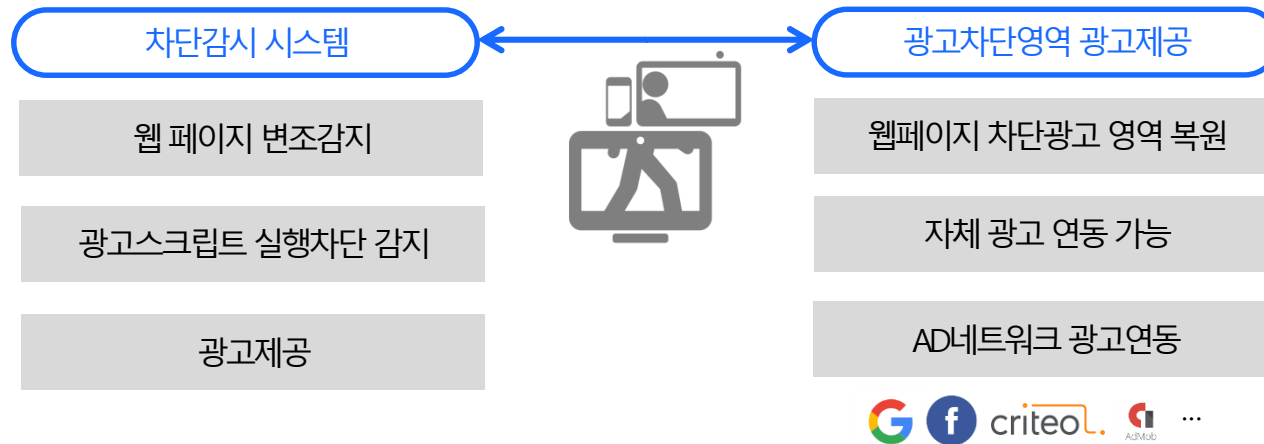 차단감시 시스템
광고차단영역 광고제공
웹 페이지 변조감지
광고스크립트 실행차단 감지
광고제공
웹페이지 차단광고 영역 복원
자체 광고 연동 가능
AD네트워크 광고연동
G f criteo. AdMob ...